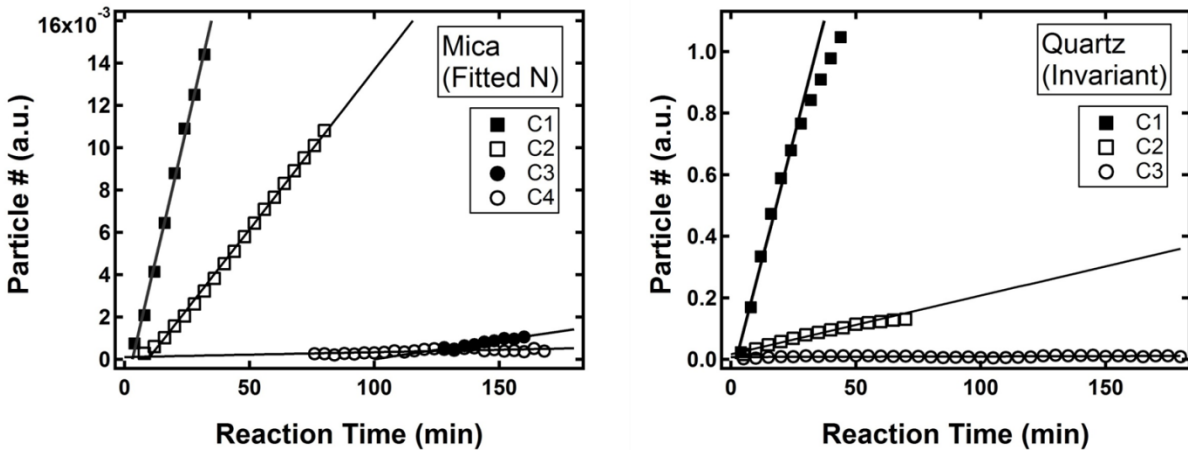 16x10⁻³
14
12
10
8
6
4
2
0
Particle # (a.u.)
Mica
(Fitted N)
C1
C2
C3
C4
0
50
100
150
Reaction Time (min)
1.0
0.8
0.6
0.4
0.2
0.0
Particle # (a.u.)
Quartz
(Invariant)
C1
C2
C3
0
50
100
150
Reaction Time (min)